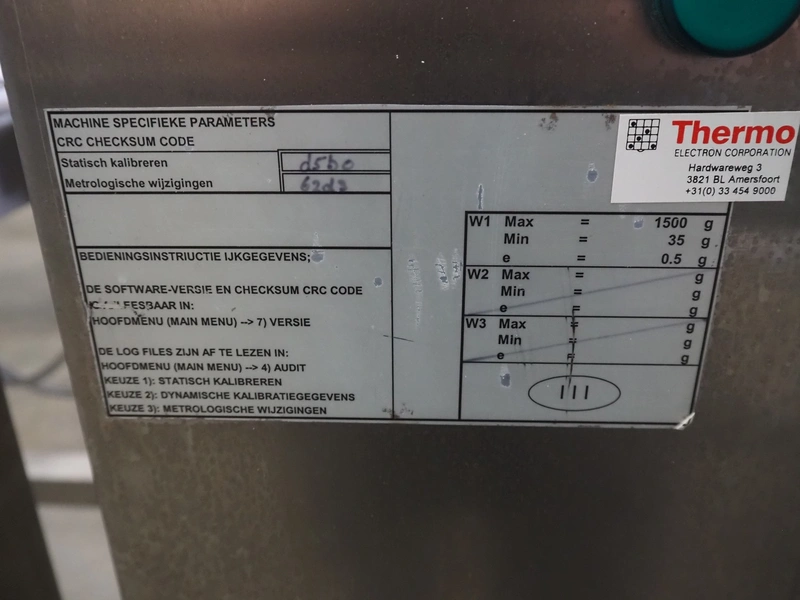 MACHINE SPECIFIEKE PARAMETERS
CRC CHECKSUM CODE
Statisch kalibreren d5b0
Metrologische wijzigingen 62d2
BEDIENINGSINSTRIUCTIE IJKGEGEVENS;
DE SOFTWARE-VERSIE EN CHECKSUM CRC CODE
IN:
HOOFDMENU (MAIN MENU) --> 7) VERSIE
DE LOG FILES ZIJN AF TE LEZEN IN:
HOOFDMENU (MAIN MENU) --> 4) AUDIT
KEUZE 1): STATISCH KALIBREREN
KEUZE 2): DYNAMISCHE KALIBRATIEGEGEVENS
KEUZE 3): METROLOGISCHE WIJZIGINGEN
Thermo
ELECTRON CORPORATION
Hardwareweg 3
3821 BL Amersfoort
+31(0) 33 454 9000
W1 Max = 1500 g
Min = 35 g
e = 0.5 g
W2 Max = g
Min = g
e = g
W3 Max = g
Min = g
e = g
III